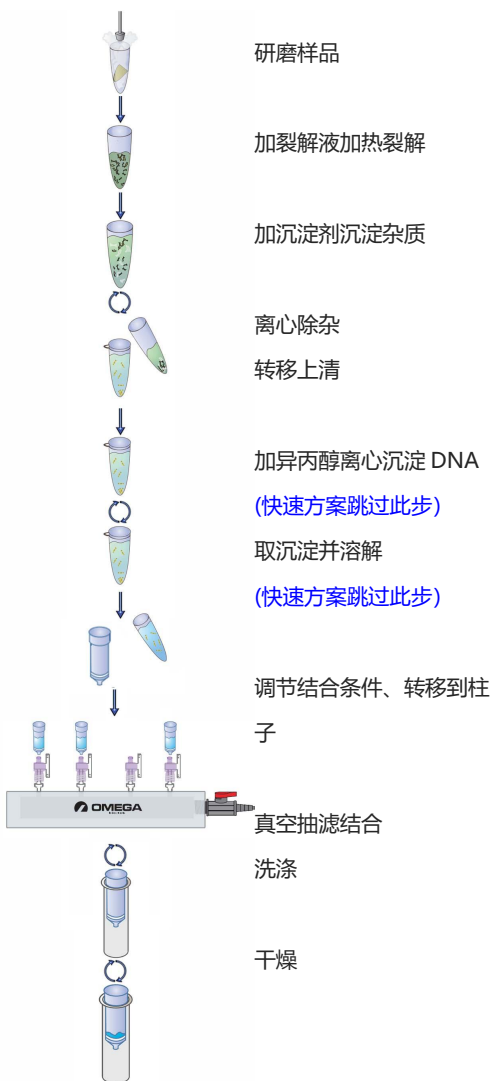 研磨样品
加裂解液加热裂解
加沉淀剂沉淀杂质
离心除杂
转移上清
加异丙醇离心沉淀 DNA
(快速方案跳过此步)
取沉淀并溶解
(快速方案跳过此步)
调节结合条件、转移到柱
子
OMEGA
BIO-TEK
真空抽滤结合
洗涤
干燥